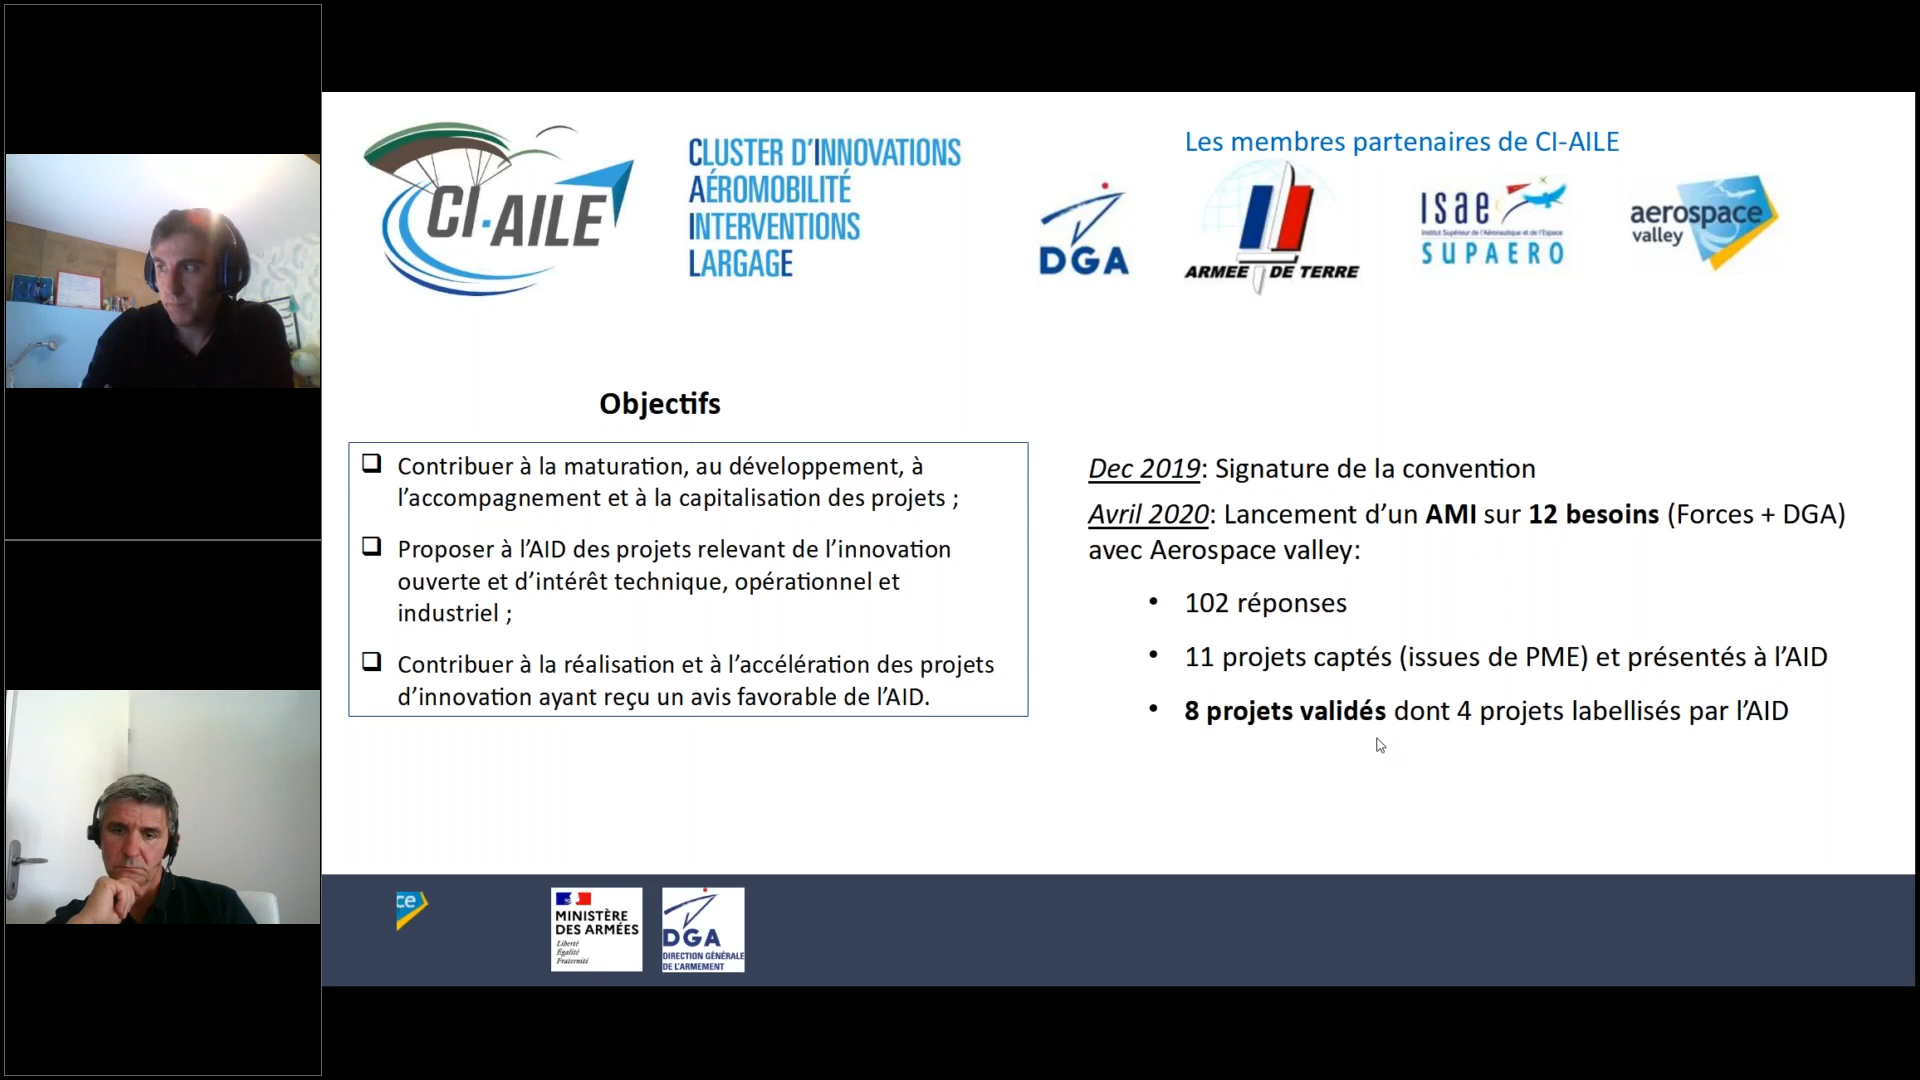 CI-AILE
CLUSTER D'INNOVATIONS
AÉROMOBILITÉ
INTERVENTIONS
LARGAGE
Les membres partenaires de CI-AILE
DGA
ARMEE DE TERRE
isae
Institut Supérieur de l'Aéronautique et de l'Espace
SUPAERO
aerospace
valley
Objectifs
❑ Contribuer à la maturation, au développement, à
l’accompagnement et à la capitalisation des projets ;
❑ Proposer à l’AID des projets relevant de l’innovation
ouverte et d’intérêt technique, opérationnel et
industriel ;
❑ Contribuer à la réalisation et à l’accélération des projets
d’innovation ayant reçu un avis favorable de l’AID.
Dec 2019: Signature de la convention
Avril 2020: Lancement d’un AMI sur 12 besoins (Forces + DGA)
avec Aerospace valley:
• 102 réponses
• 11 projets captés (issues de PME) et présentés à l’AID
• 8 projets validés dont 4 projets labellisés par l’AID
ce
MINISTÈRE
DES ARMÉES
Liberté
Égalité
Fraternité
DGA
DIRECTION GÉNÉRALE
DE L'ARMEMENT